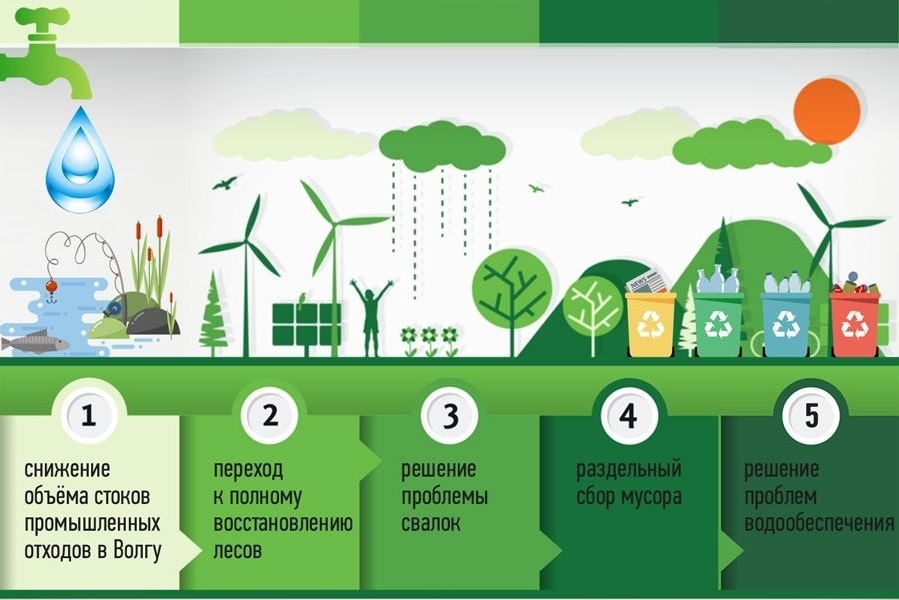 NEWS
1
снижение
объёма стоков
промышленных
отходов в Волгу
2
переход
к полному
восстановлению
лесов
3
решение
проблемы
свалок
4
раздельный
сбор мусора
5
решение
проблем
водообеспечения